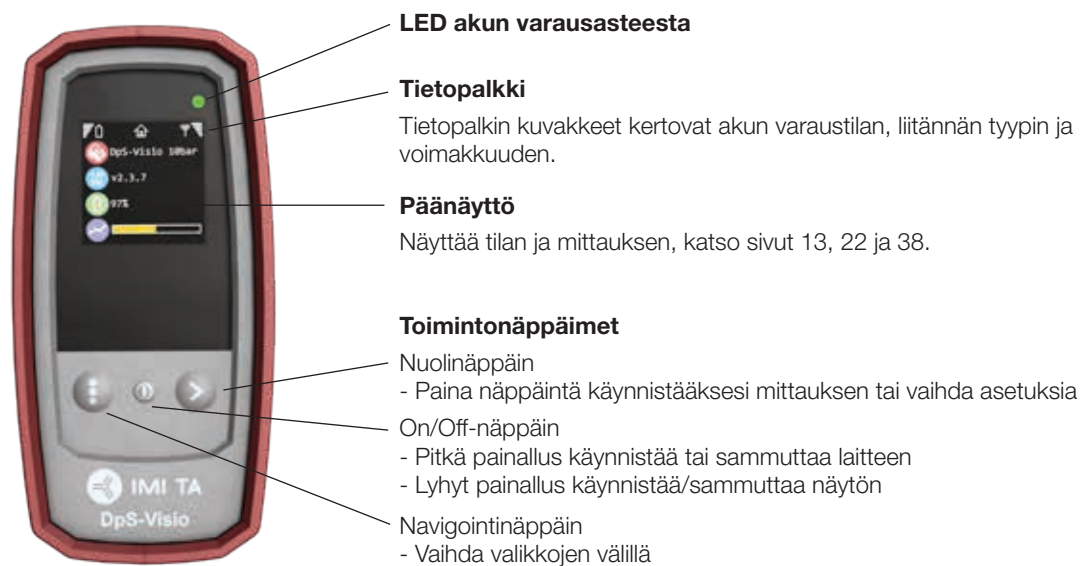 LED akun varausasteesta
Tietopalkki
Tietopalkin kuvakkeet kertovat akun varaustilan, liitännän tyypin ja
voimakkuuden.
Päänäyttö
Näyttää tilan ja mittauksen, katso sivut 13, 22 ja 38.
Toimintonäppäimet
Nuolinäppäin
- Paina näppäintä käynnistääksesi mittauksen tai vaihda asetuksia
On/Off-näppäin
- Pitkä painallus käynnistää tai sammuttaa laitteen
- Lyhyt painallus käynnistää/sammuttaa näytön
Navigointinäppäin
- Vaihda valikkojen välillä
DpS-Visio 10bar
v2.3.7
97%
IMI TA
DpS-Visio